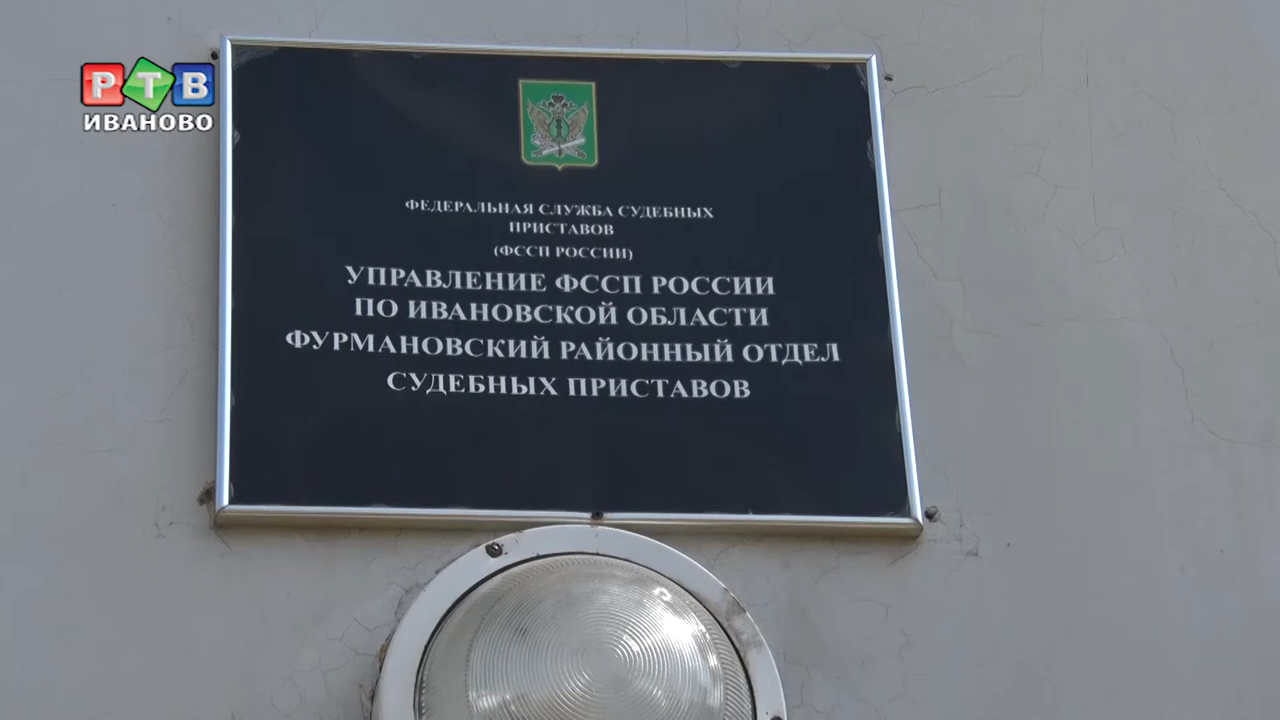 РТВ
ИВАНОВО
ФЕДЕРАЛЬНАЯ СЛУЖБА СУДЕБНЫХ
ПРИСТАВОВ
(ФССП РОССИИ)
УПРАВЛЕНИЕ ФССП РОССИИ
ПО ИВАНОВСКОЙ ОБЛАСТИ
ФУРМАНОВСКИЙ РАЙОННЫЙ ОТДЕЛ
СУДЕБНЫХ ПРИСТАВОВ